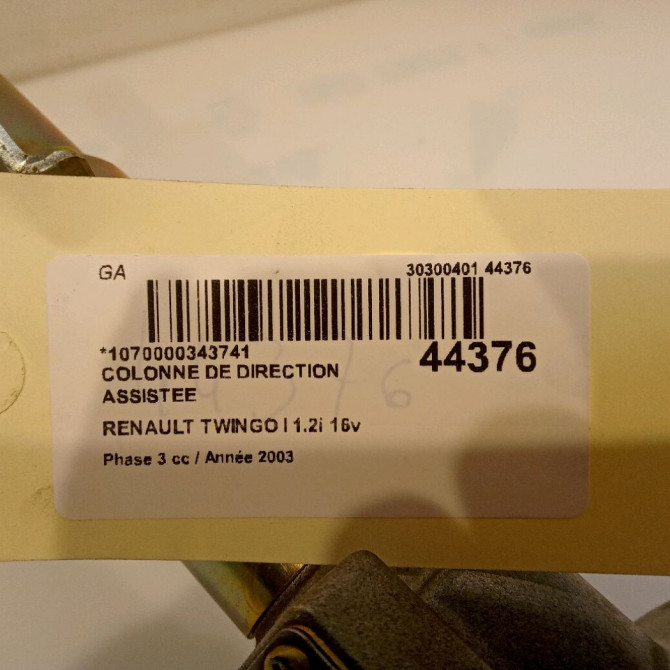 GA 30300401 44376
*1070000343741 44376
COLONNE DE DIRECTION
ASSISTEE
RENAULT TWINGO I 1.2i 16v
Phase 3 cc / Année 2003